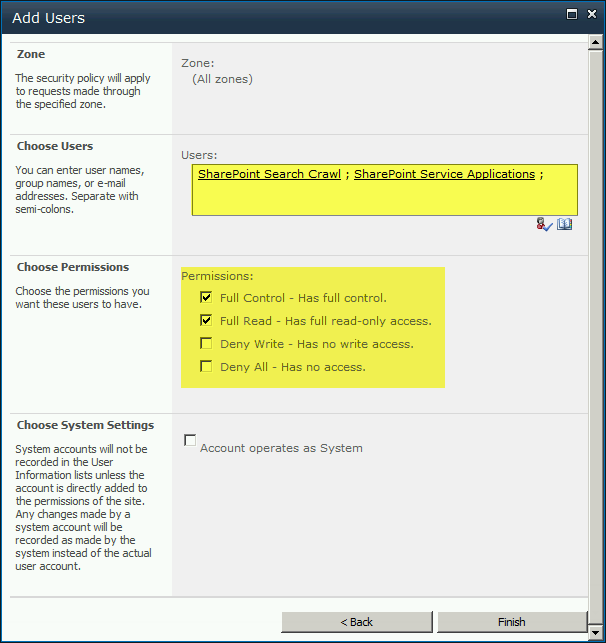 Add Users
Zone
The security policy will apply
to requests made through
the specified zone.
Zone:
(All zones)
Choose Users
You can enter user names,
group names, or e-mail
addresses. Separate with
semi-colons.
Users:
SharePoint Search Crawl ; SharePoint Service Applications ;
Choose Permissions
Choose the permissions you
want these users to have.
Permissions:
Full Control - Has full control.
Full Read - Has full read-only access.
Deny Write - Has no write access.
Deny All - Has no access.
Choose System Settings
System accounts will not be
recorded in the User
Information lists unless the
account is directly added to
the permissions of the site.
Any changes made by a
system account will be
recorded as made by the
system instead of the actual
user account.
Account operates as System
< Back
Finish